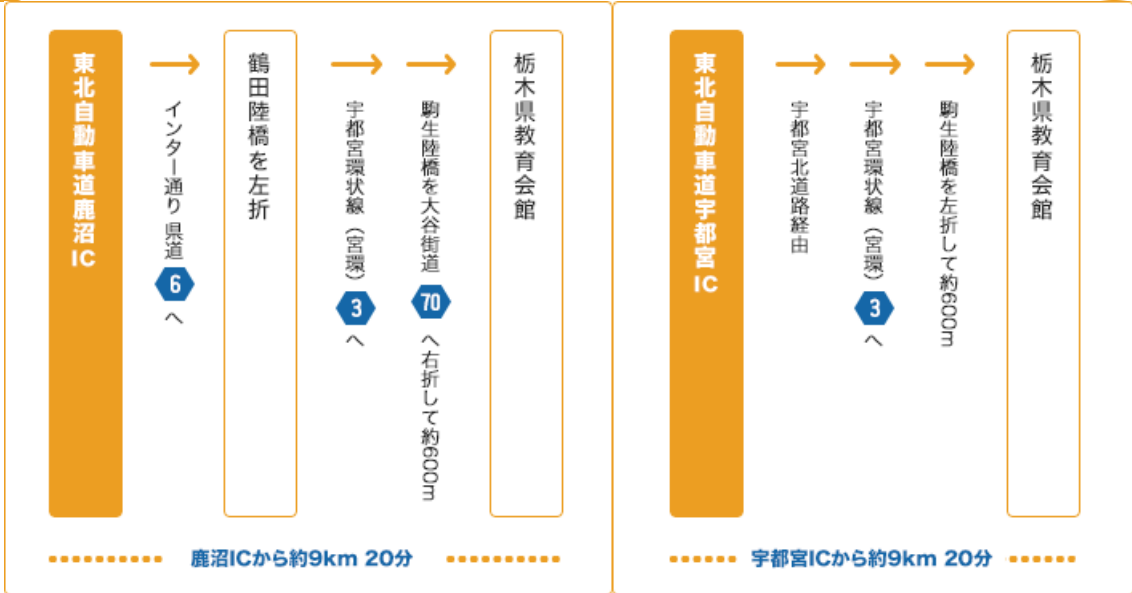 東北自動車道鹿沼IC
インター通り 県道 6 へ
鶴田陸橋を左折
宇都宮環状線（宮環） 3 へ
駒生陸橋を大谷街道 70 へ右折して約600m
栃木県教育会館
鹿沼ICから約9km 20分
東北自動車道宇都宮IC
宇都宮北道路経由
宇都宮環状線（宮環） 3 へ
駒生陸橋を左折して約600m
栃木県教育会館
宇都宮ICから約9km 20分